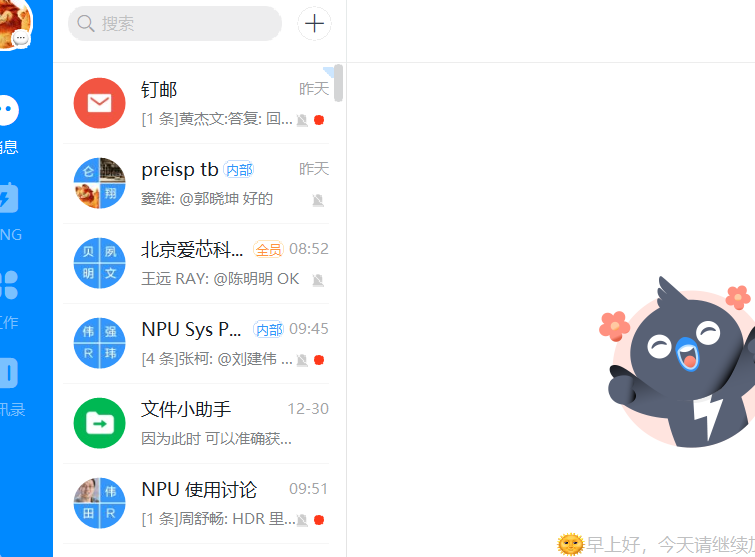 搜索
息
NG
工作
讯录
钉邮
昨天
[1 条]黄杰文:答复: 回...
preisp tb 内部
昨天
窦雄: @郭晓坤 好的
仑
翔
北京爱芯科... 全员 08:52
王远 RAY: @陈明明 OK
贝 夙
明 文
NPU Sys P... 内部 09:45
[4 条]张柯: @刘建伟 ...
伟 强
R 玮
文件小助手 12-30
因为此时 可以准确获...
NPU 使用讨论 09:51
[1 条]周舒畅: HDR 里...
伟
田 R
早上好，今天请继续